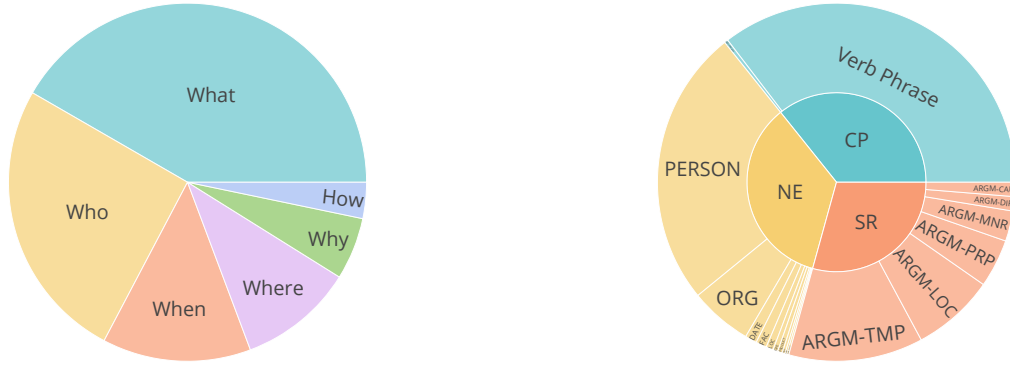 What
Who
When
Where
Why
How
Verb Phrase
CP
NE
SR
PERSON
ORG
DATE
FAC
LOC
ARGM-TMP
ARGM-LOC
ARGM-PRP
ARGM-MNR